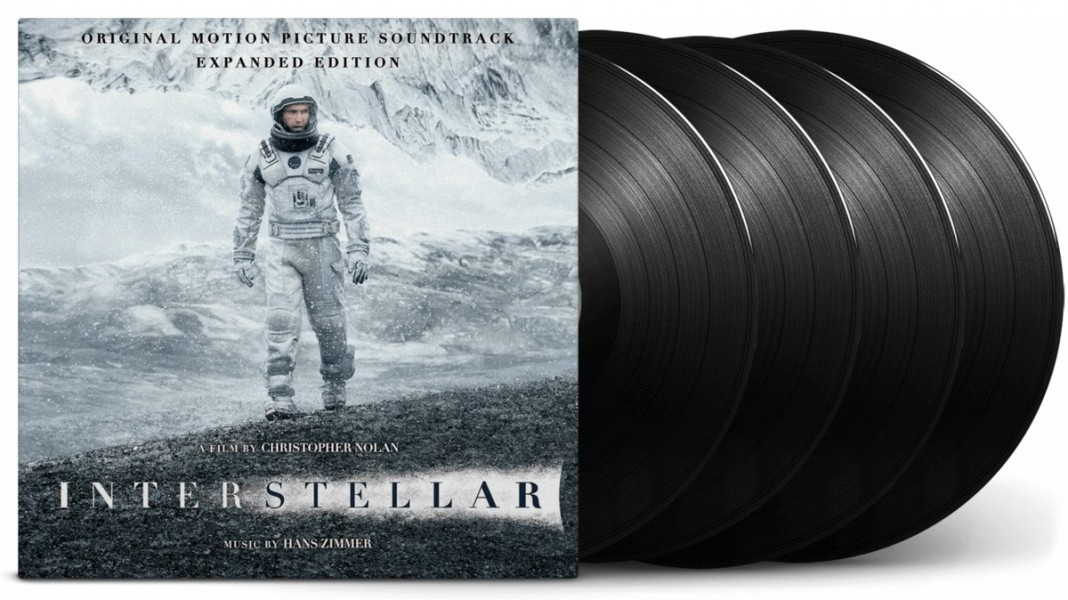 ORIGINAL MOTION PICTURE SOUNDTRACK
EXPANDED EDITION
A FILM BY CHRISTOPHER NOLAN
INTERSTELLAR
MUSIC BY HANS ZIMMER